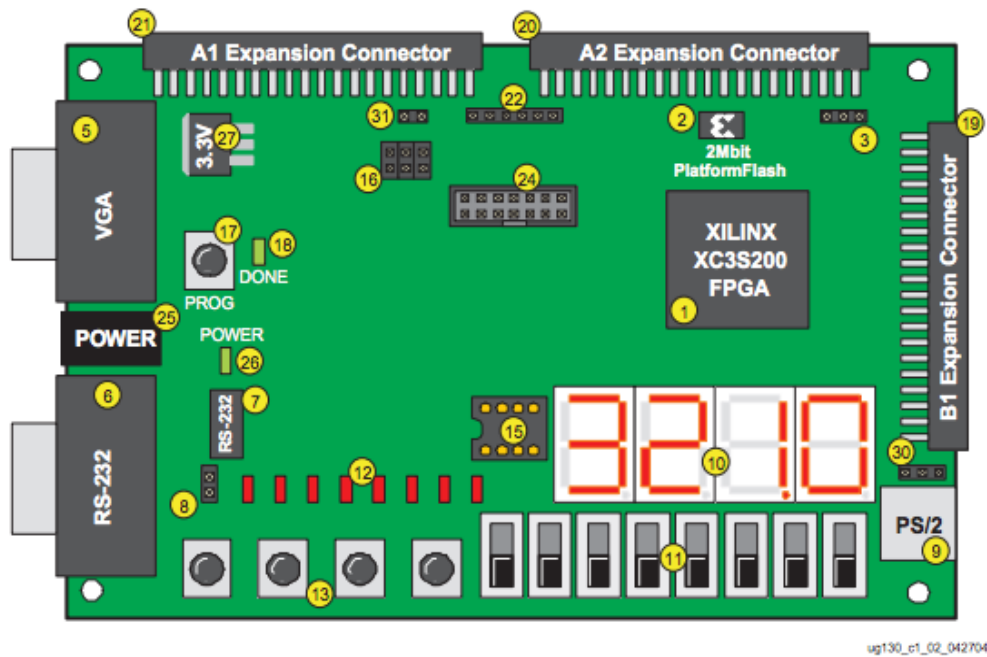 21
20
A1 Expansion Connector
A2 Expansion Connector
31
22
2
3
19
5
3.3V
27
2Mbit
PlatformFlash
16
24
VGA
17
18
DONE
PROG
XILINX
XC3S200
FPGA
1
B1 Expansion Connector
25
POWER
POWER
26
6
7
RS-232
RS-232
15
3210
10
30
12
8
PS/2
9
11
13
ug130_c1_02_042704